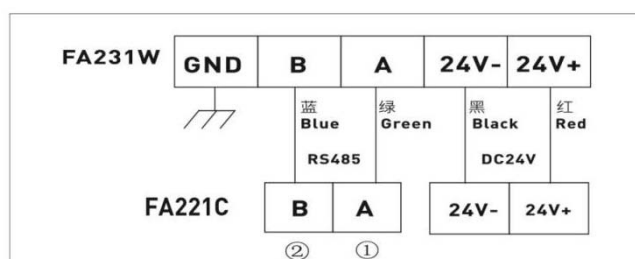 FA231W GND B A 24V- 24V+
蓝 绿 黑 红
Blue Green Black Red
RS485 DC24V
FA221C B A 24V- 24V+
② ①